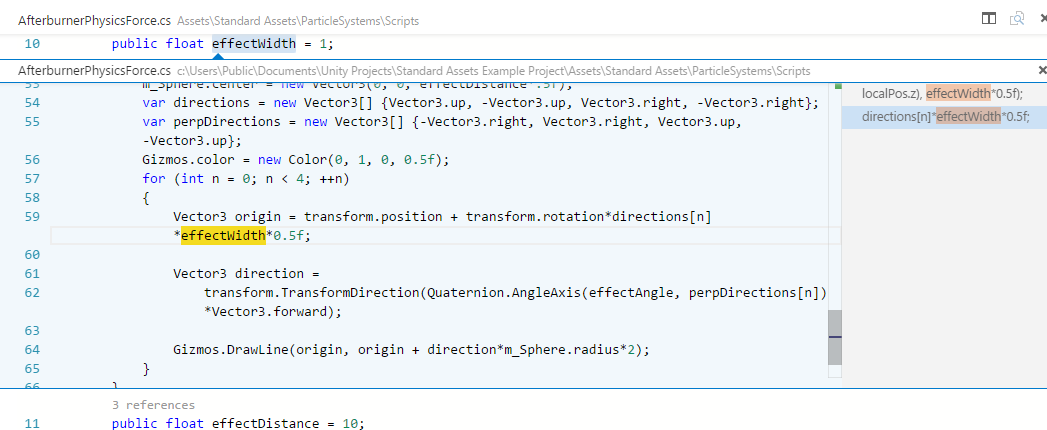 AfterburnerPhysicsForce.cs Assets\Standard Assets\ParticleSystems\Scripts
10 public float effectWidth = 1;
AfterburnerPhysicsForce.cs c:\Users\Public\Documents\Unity Projects\Standard Assets Example Project\Assets\Standard Assets\ParticleSystems\Scripts
53 m_Sphere.center = new Vector3(0, 0, effectDistance*.5f);
54 var directions = new Vector3[] {Vector3.up, -Vector3.up, Vector3.right, -Vector3.right};
55 var perpDirections = new Vector3[] {-Vector3.right, Vector3.right, Vector3.up,
-Vector3.up};
56 Gizmos.color = new Color(0, 1, 0, 0.5f);
57 for (int n = 0; n < 4; ++n)
58 {
59 Vector3 origin = transform.position + transform.rotation*directions[n]
*effectWidth*0.5f;
60
61 Vector3 direction =
62 transform.TransformDirection(Quaternion.AngleAxis(effectAngle, perpDirections[n])
*Vector3.forward);
63
64 Gizmos.DrawLine(origin, origin + direction*m_Sphere.radius*2);
65 }
66 }
localPos.z), effectWidth*0.5f);
directions[n]*effectWidth*0.5f;
3 references
11 public float effectDistance = 10;